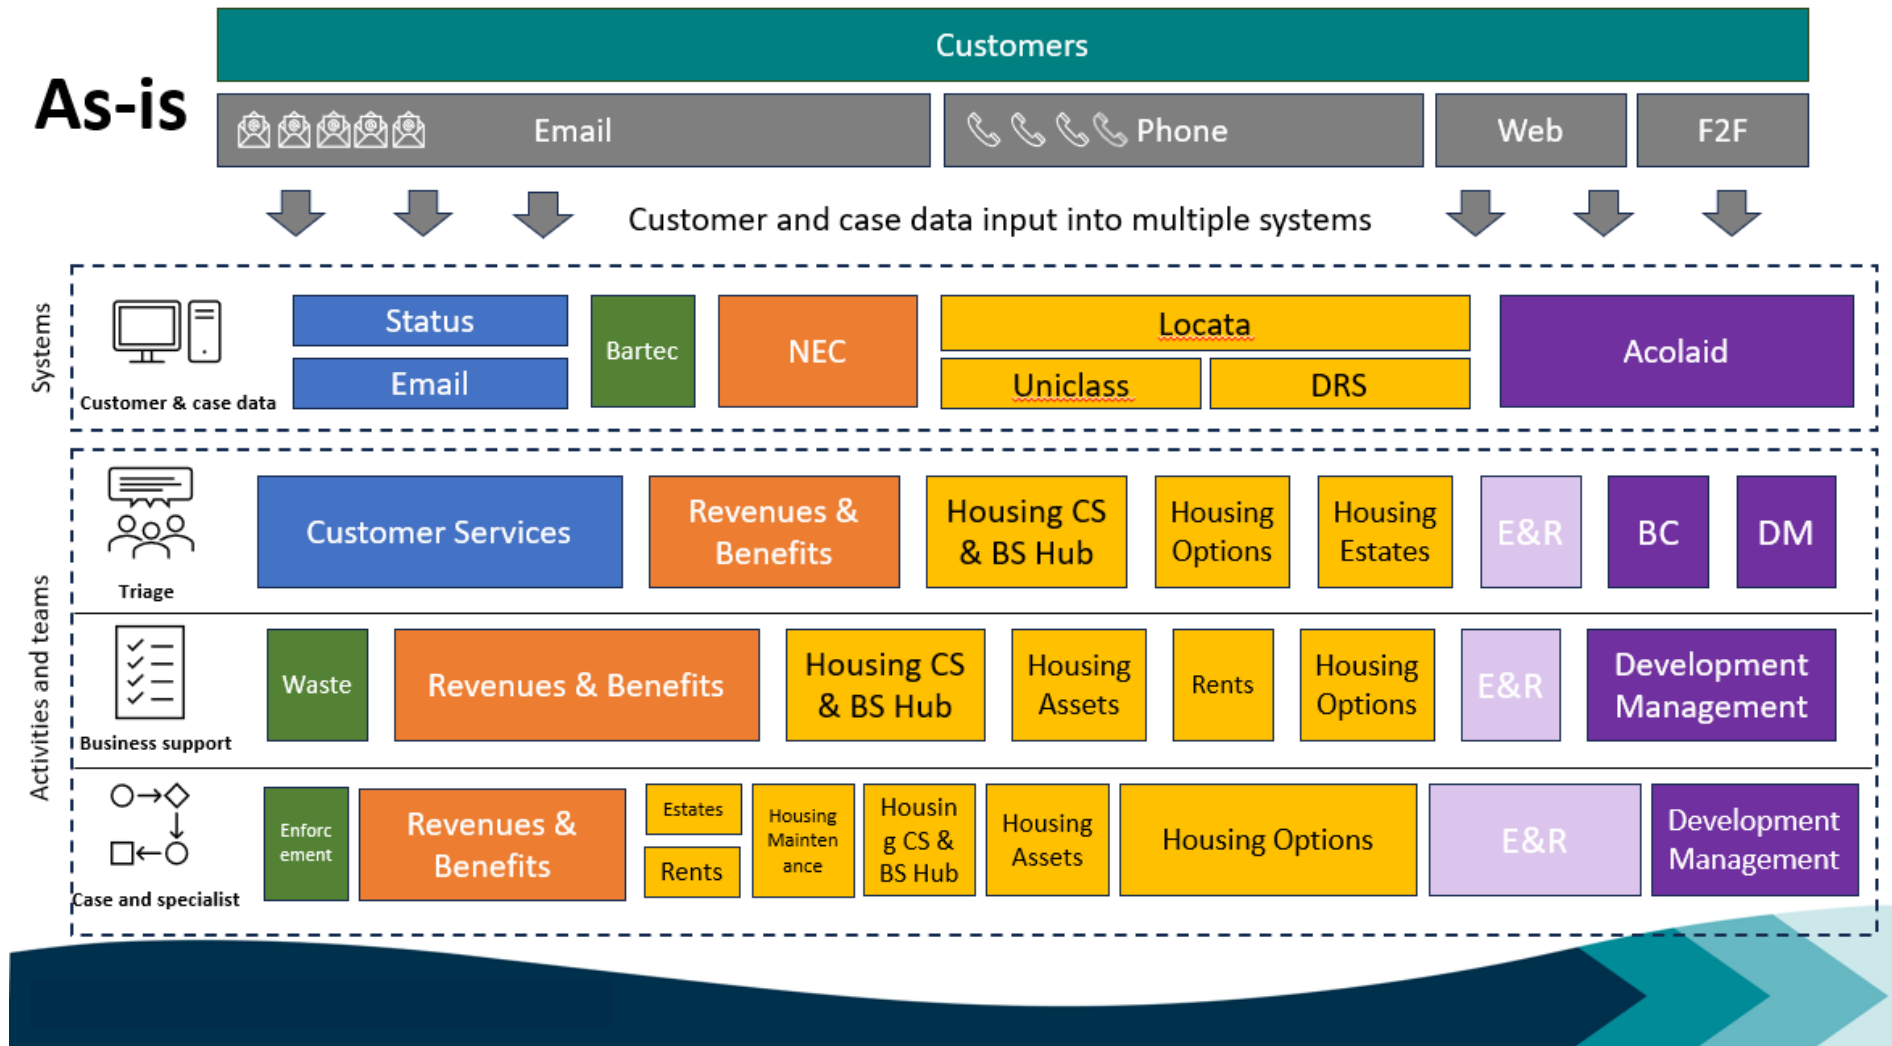 As-is
Customers
Email
Phone
Web
F2F
Customer and case data input into multiple systems
Systems
Customer & case data
Status
Email
Bartec
NEC
Locata
Uniclass
DRS
Acolaid
Activities and teams
Triage
Customer Services
Revenues &
Benefits
Housing CS
& BS Hub
Housing
Options
Housing
Estates
E&R
BC
DM
Business support
Waste
Revenues & Benefits
Housing CS
& BS Hub
Housing
Assets
Rents
Housing
Options
E&R
Development
Management
Case and specialist
Enforc
ement
Revenues &
Benefits
Estates
Rents
Housing
Mainten
ance
Housin
g CS &
BS Hub
Housing
Assets
Housing Options
E&R
Development
Management